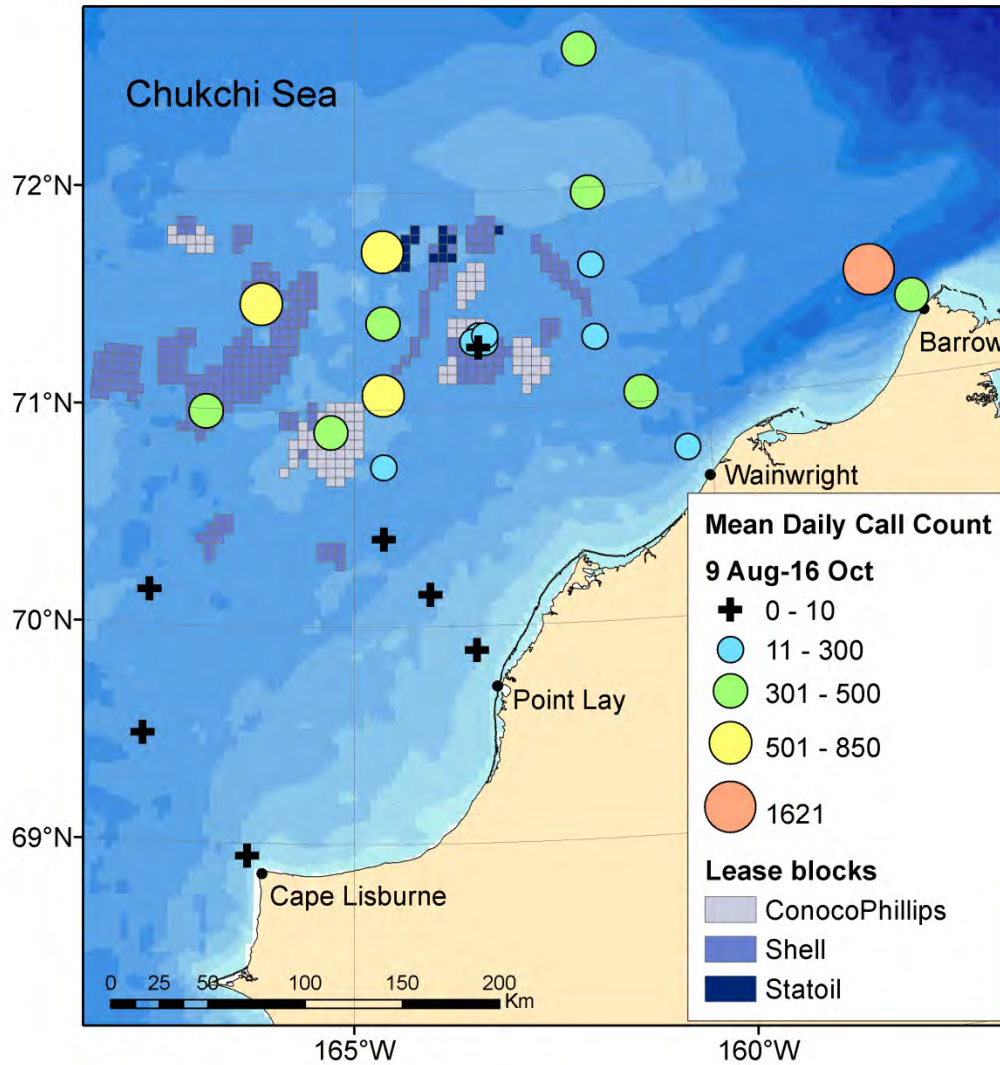 Chukchi Sea
72°N
71°N
Barrow
Wainwright
70°N
Point Lay
69°N
Cape Lisburne
Mean Daily Call Count
9 Aug-16 Oct
0 - 10
11 - 300
301 - 500
501 - 850
1621
Lease blocks
ConocoPhillips
Shell
Statoil
0 25 50 100 150 200
Km
165°W 160°W